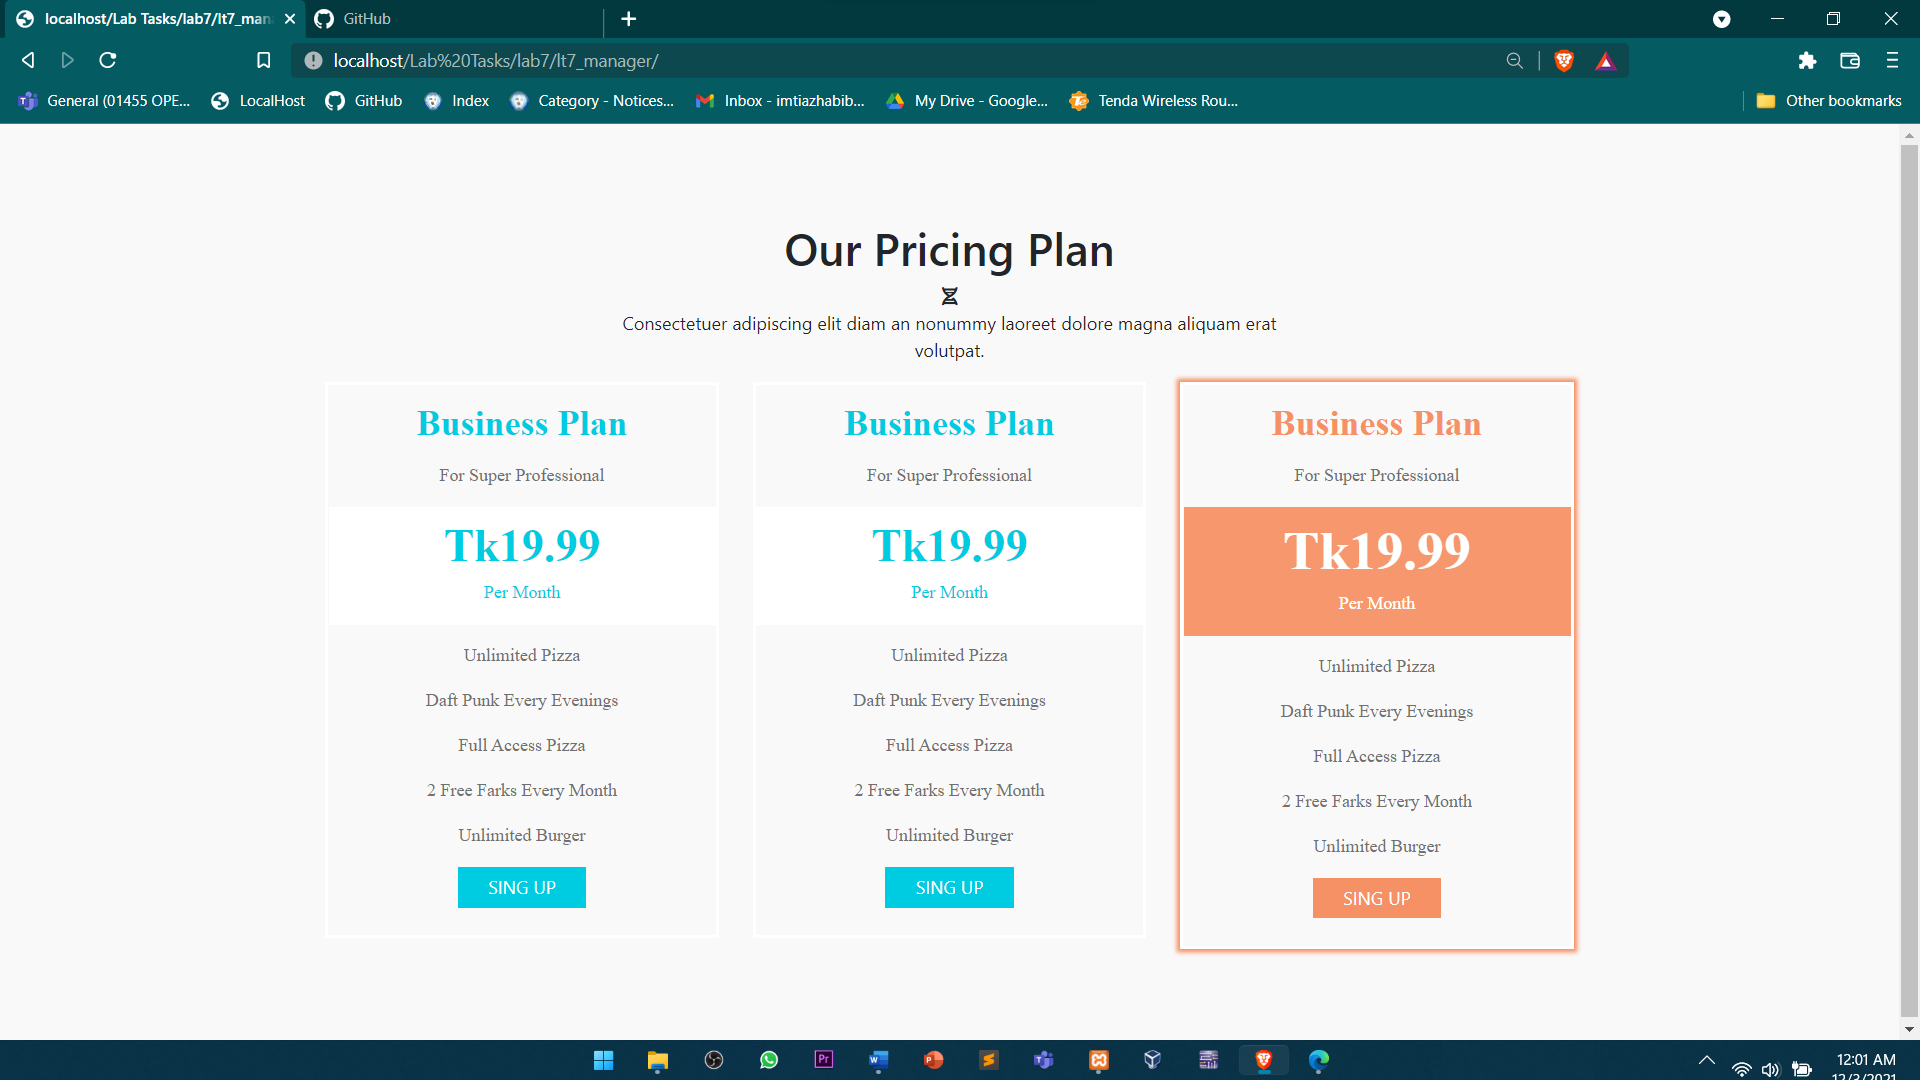 localhost/Lab Tasks/lab7/lt7_man
GitHub
localhost/Lab%20Tasks/lab7/lt7_manager/
General (01455 OPE...
LocalHost
GitHub
Index
Category - Notices...
Inbox - imtiazhabib...
My Drive - Google...
Tenda Wireless Rou...
Other bookmarks
Our Pricing Plan
Consectetuer adipiscing elit diam an nonummy laoreet dolore magna aliquam erat
volutpat.
Business Plan
For Super Professional
Tk19.99
Per Month
Unlimited Pizza
Daft Punk Every Evenings
Full Access Pizza
2 Free Farks Every Month
Unlimited Burger
SING UP
Business Plan
For Super Professional
Tk19.99
Per Month
Unlimited Pizza
Daft Punk Every Evenings
Full Access Pizza
2 Free Farks Every Month
Unlimited Burger
SING UP
Business Plan
For Super Professional
Tk19.99
Per Month
Unlimited Pizza
Daft Punk Every Evenings
Full Access Pizza
2 Free Farks Every Month
Unlimited Burger
SING UP
12:01 AM
12/3/2021